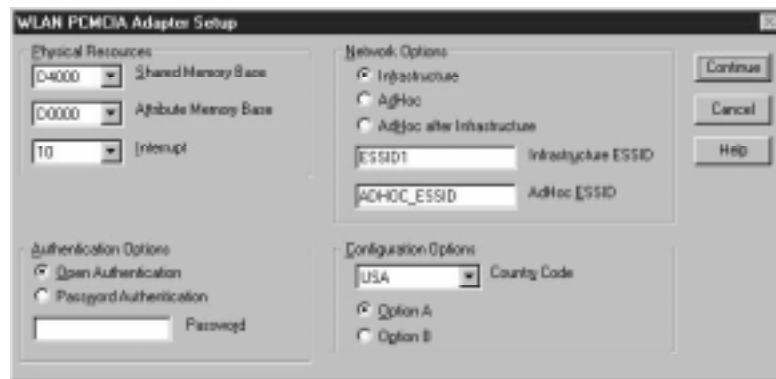 WLAN PCMCIA Adapter Setup
Physical Resources
D4000 Shared Memory Base
D0000 Attribute Memory Base
10 Interrupt
Network Options
Infrastructure
AdHoc
AdHoc after Infrastructure
ESSID1 Infrastructure ESSID
ADHOC_ESSID AdHoc ESSID
Continue
Cancel
Help
Authentication Options
Open Authentication
Password Authentication
Password
Configuration Options
USA Country Code
Option A
Option B